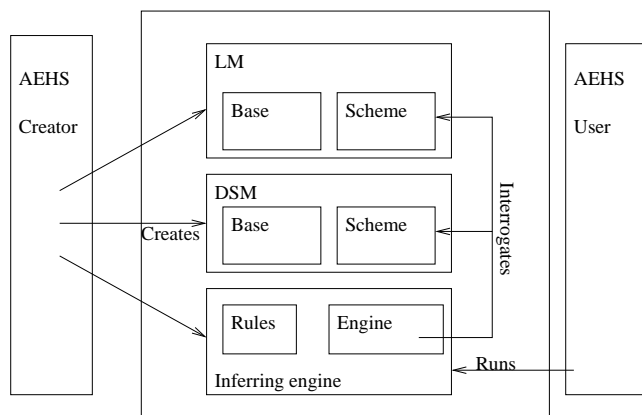 AEHS
Creator
LM
Base
Scheme
DSM
Base
Scheme
Creates
Rules
Engine
Inferring engine
Interrogates
Runs
AEHS
User